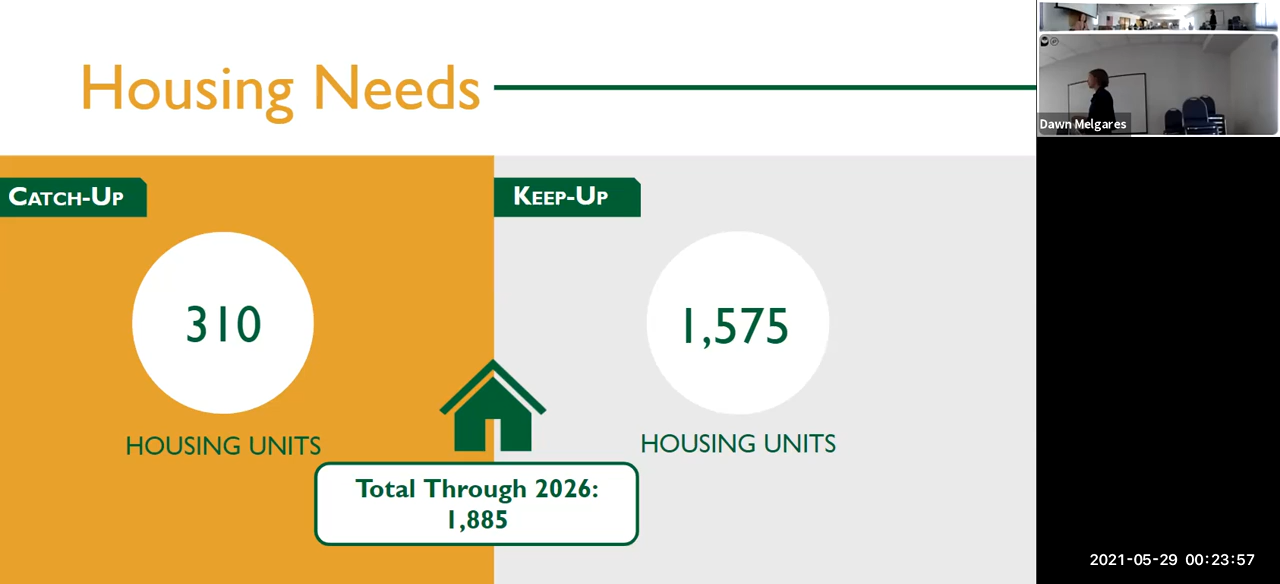 Housing Needs
CATCH-UP
KEEP-UP
310
1,575
HOUSING UNITS
HOUSING UNITS
Total Through 2026:
1,885
Dawn Melgares
2021-05-29 00:23:57